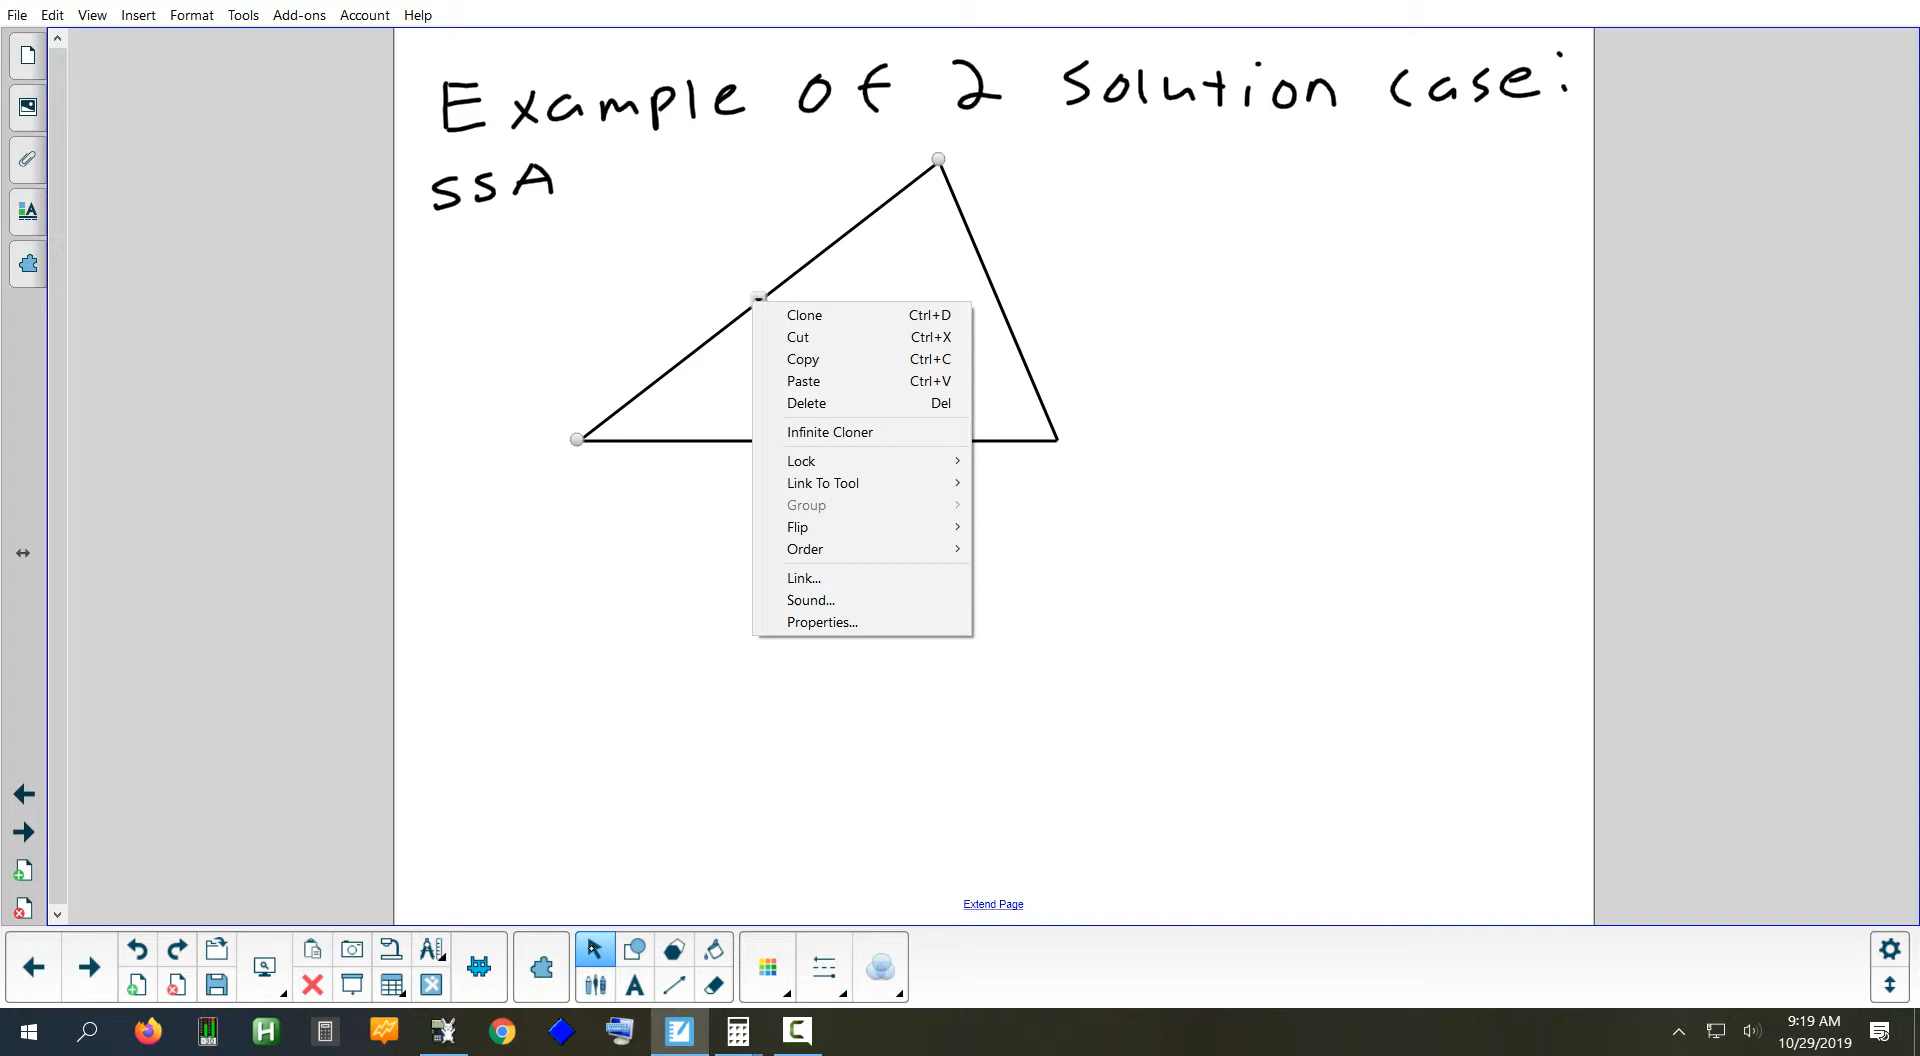 File Edit View Insert Format Tools Add-ons Account Help
Example of 2 Solution case:
SSA
Clone Ctrl+D
Cut Ctrl+X
Copy Ctrl+C
Paste Ctrl+V
Delete Del
Infinite Cloner
Lock
Link To Tool
Group
Flip
Order
Link...
Sound...
Properties...
Extend Page
9:19 AM
10/29/2019